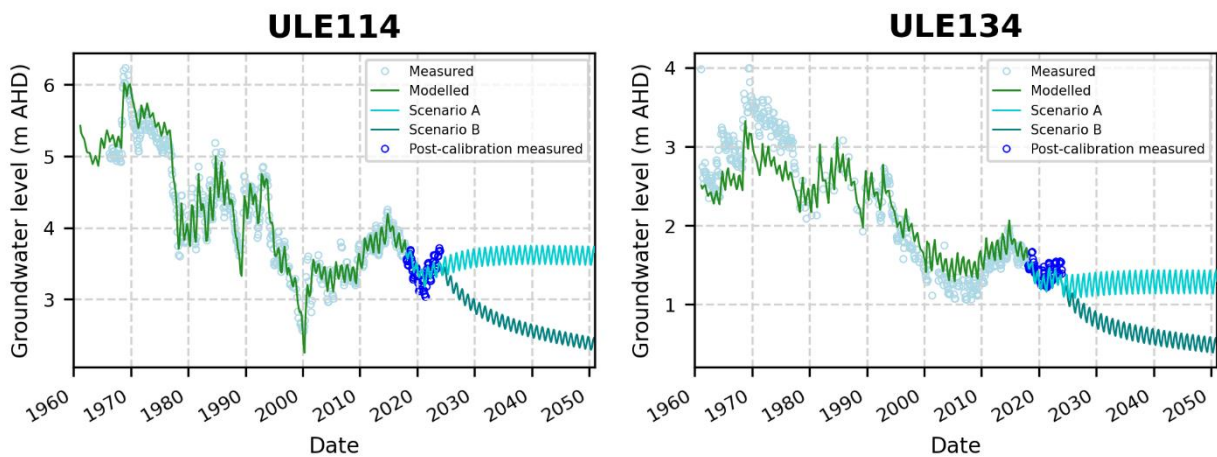 ULE114
Groundwater level (m AHD)
6
5
4
3
Measured
Modelled
Scenario A
Scenario B
Post-calibration measured
1960 1970 1980 1990 2000 2010 2020 2030 2040 2050
Date
ULE134
Groundwater level (m AHD)
4
3
2
1
Measured
Modelled
Scenario A
Scenario B
Post-calibration measured
1960 1970 1980 1990 2000 2010 2020 2030 2040 2050
Date